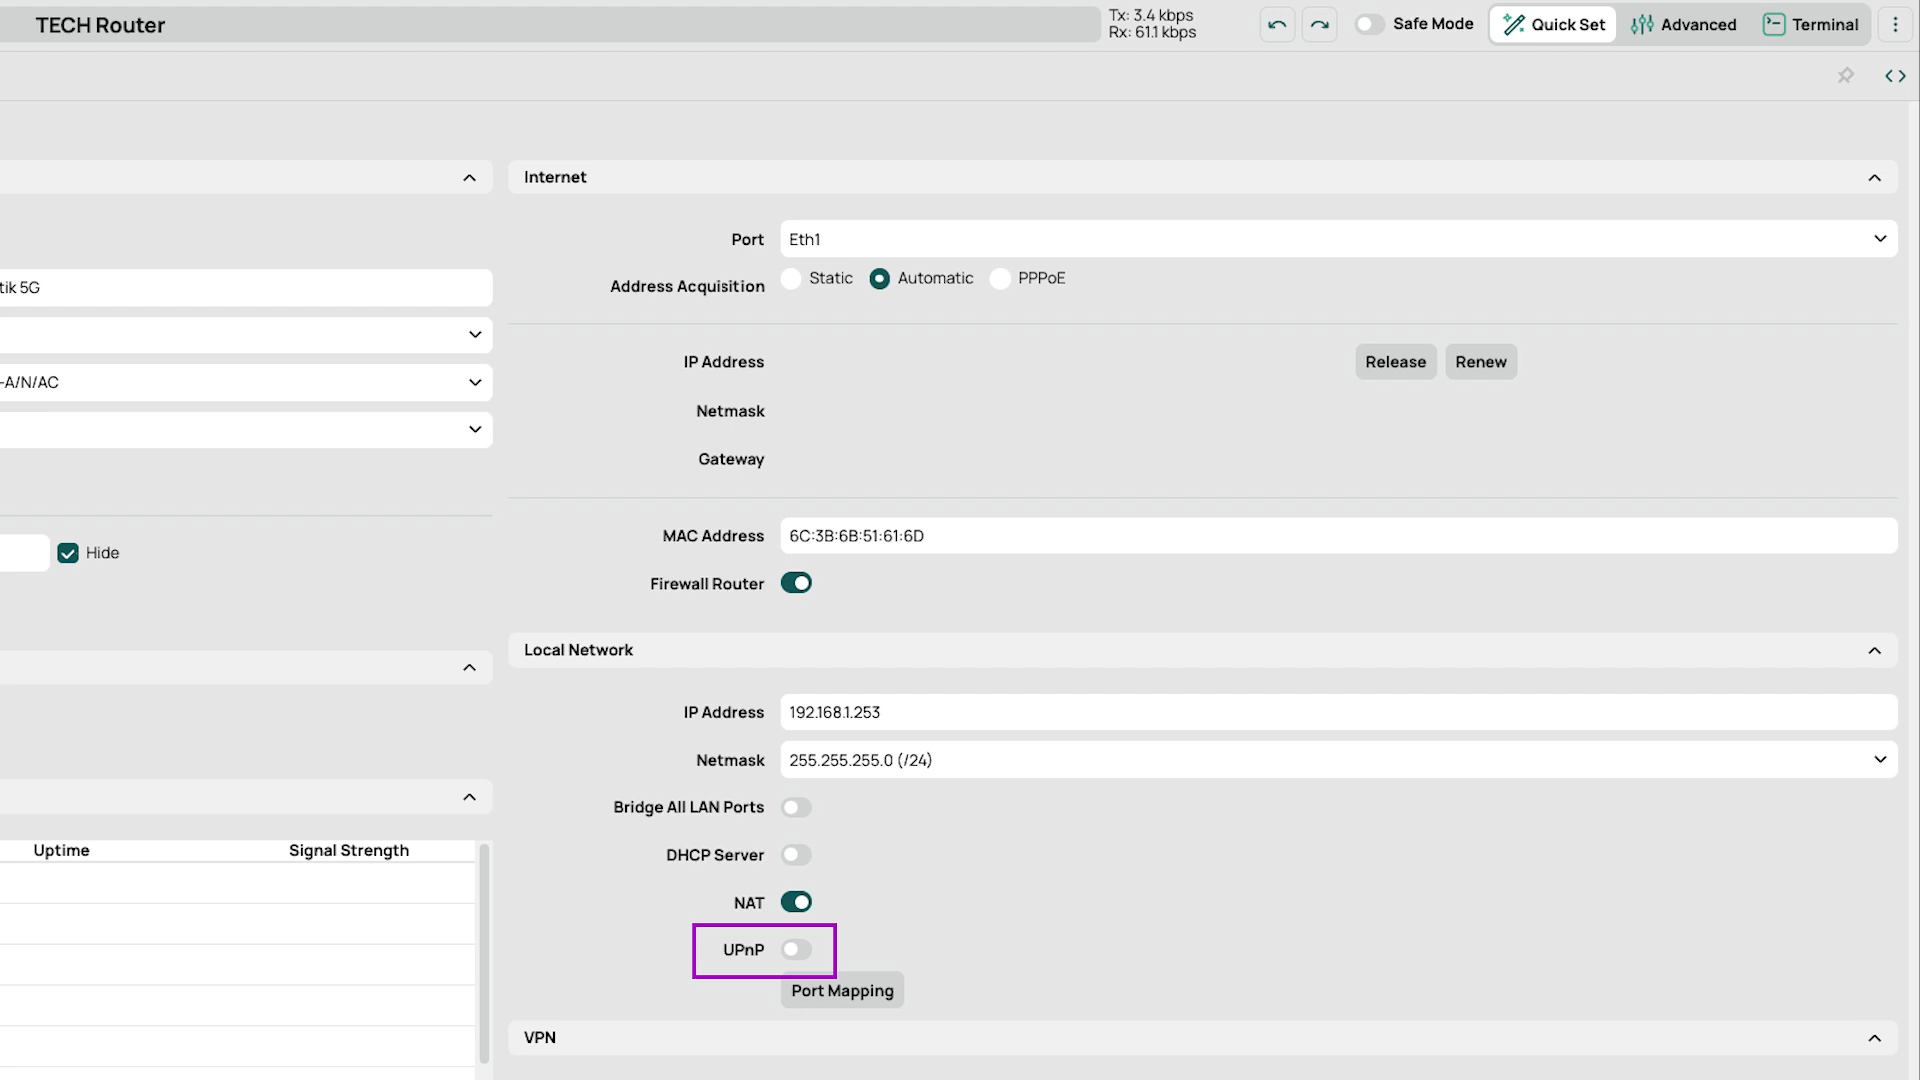 TECH Router
Tx: 3.4 kbps
Rx: 61.1 kbps
Safe Mode
Quick Set
Advanced
Terminal
tik 5G
-A/N/AC
Hide
Uptime
Signal Strength
Internet
Port
Eth1
Address Acquisition
Static
Automatic
PPPoE
IP Address
Release
Renew
Netmask
Gateway
MAC Address
6C:3B:6B:51:61:6D
Firewall Router
Local Network
IP Address
192.168.1.253
Netmask
255.255.255.0 (/24)
Bridge All LAN Ports
DHCP Server
NAT
UPnP
Port Mapping
VPN